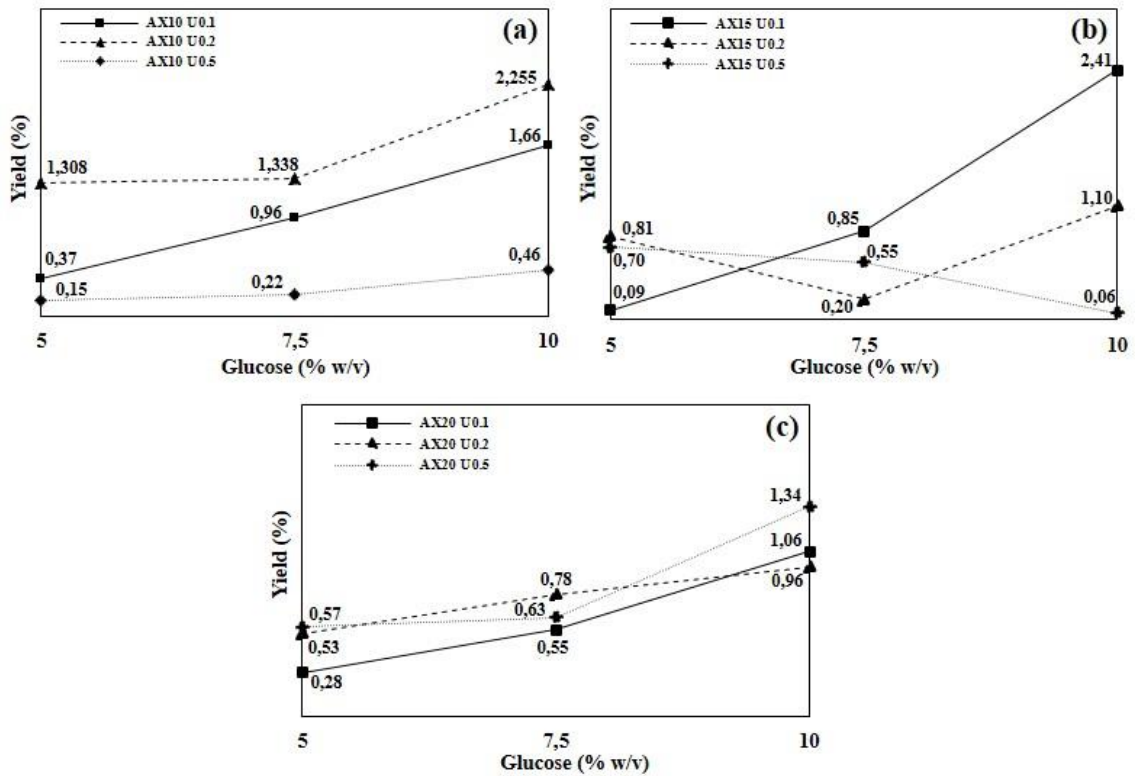 AX10 U0.1
AX10 U0.2
AX10 U0.5
(a)
Yield (%)
2,255
1,66
1,308
1,338
0,96
0,37
0,15
0,22
0,46
5
7,5
10
Glucose (% w/v)
AX15 U0.1
AX15 U0.2
AX15 U0.5
(b)
Yield (%)
2,41
1,10
0,81
0,85
0,70
0,55
0,09
0,20
0,06
5
7,5
10
Glucose (% w/v)
AX20 U0.1
AX20 U0.2
AX20 U0.5
(c)
Yield (%)
1,34
1,06
0,96
0,78
0,57
0,63
0,53
0,55
0,28
5
7,5
10
Glucose (% w/v)